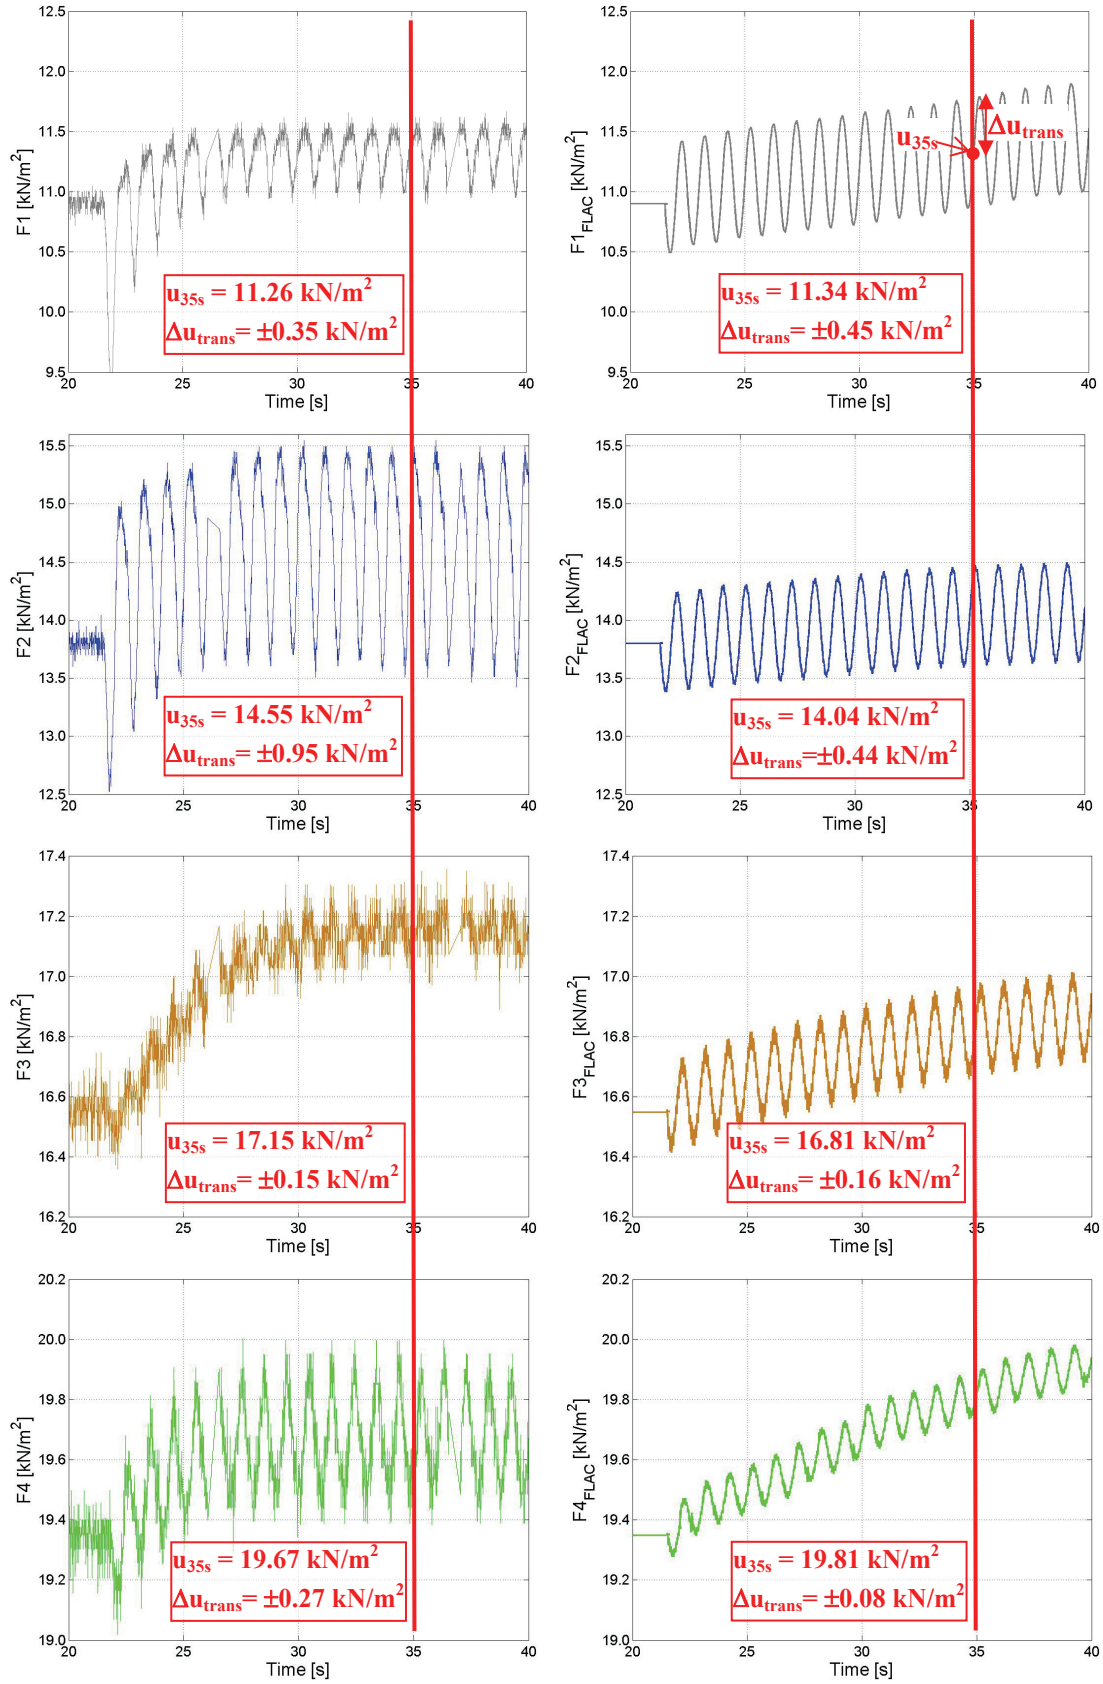 12.5
12.0
11.5
11.0
10.5
10.0
9.5
F1 [kN/m²]
u35s = 11.26 kN/m²
Δutrans= ±0.35 kN/m²
20 25 30 35 40
Time [s]
12.5
12.0
11.5
11.0
10.5
10.0
9.5
F1FLAC [kN/m²]
u35s
Δutrans
u35s = 11.34 kN/m²
Δutrans= ±0.45 kN/m²
20 25 30 35 40
Time [s]
15.5
15.0
14.5
14.0
13.5
13.0
12.5
F2 [kN/m²]
u35s = 14.55 kN/m²
Δutrans= ±0.95 kN/m²
20 25 30 35 40
Time [s]
15.5
15.0
14.5
14.0
13.5
13.0
12.5
F2FLAC [kN/m²]
u35s = 14.04 kN/m²
Δutrans=±0.44 kN/m²
20 25 30 35 40
Time [s]
17.4
17.2
17.0
16.8
16.6
16.4
16.2
F3 [kN/m²]
u35s = 17.15 kN/m²
Δutrans= ±0.15 kN/m²
20 25 30 35 40
Time [s]
17.4
17.2
17.0
16.8
16.6
16.4
16.2
F3FLAC [kN/m²]
u35s = 16.81 kN/m²
Δutrans= ±0.16 kN/m²
20 25 30 35 40
Time [s]
20.2
20.0
19.8
19.6
19.4
19.2
19.0
F4 [kN/m²]
u35s = 19.67 kN/m²
Δutrans= ±0.27 kN/m²
20 25 30 35 40
Time [s]
20.2
20.0
19.8
19.6
19.4
19.2
19.0
F4FLAC [kN/m²]
u35s = 19.81 kN/m²
Δutrans= ±0.08 kN/m²
20 25 30 35 40
Time [s]